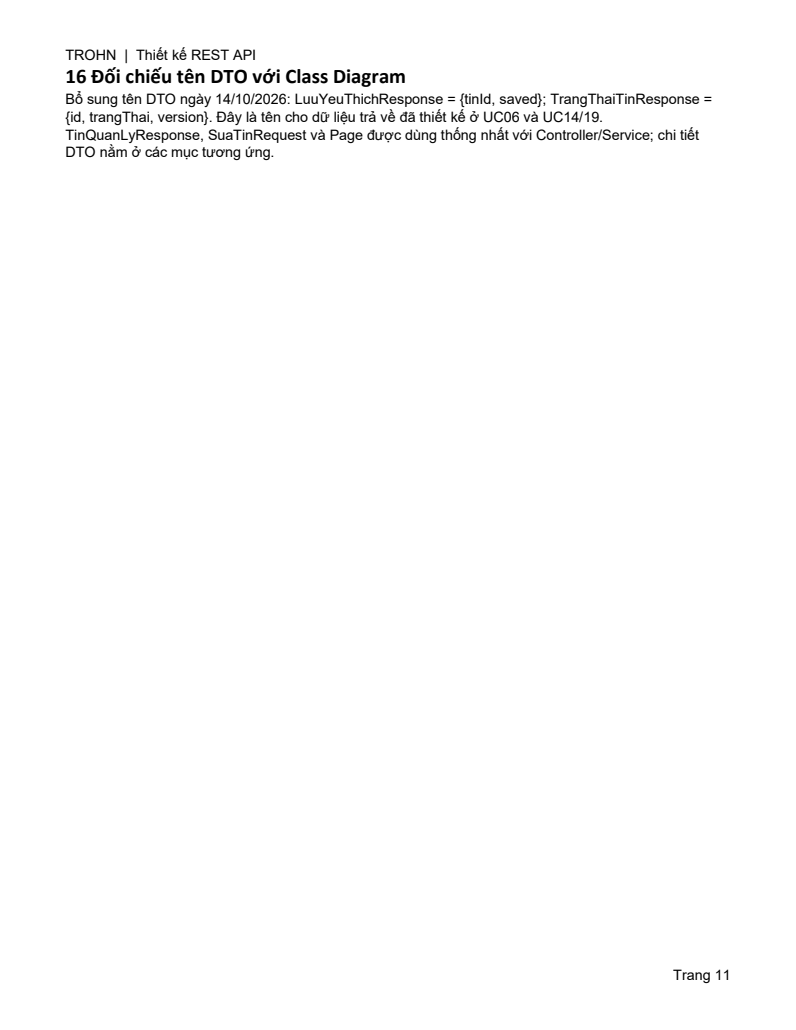 TROHN | Thiết kế REST API
16 Đối chiếu tên DTO với Class Diagram
Bổ sung tên DTO ngày 14/10/2026: LuuYeuThichResponse = {tinId, saved}; TrangThaiTinResponse =
{id, trangThai, version}. Đây là tên cho dữ liệu trả về đã thiết kế ở UC06 và UC14/19.
TinQuanLyResponse, SuaTinRequest và Page được dùng thống nhất với Controller/Service; chi tiết
DTO nằm ở các mục tương ứng.
Trang 11